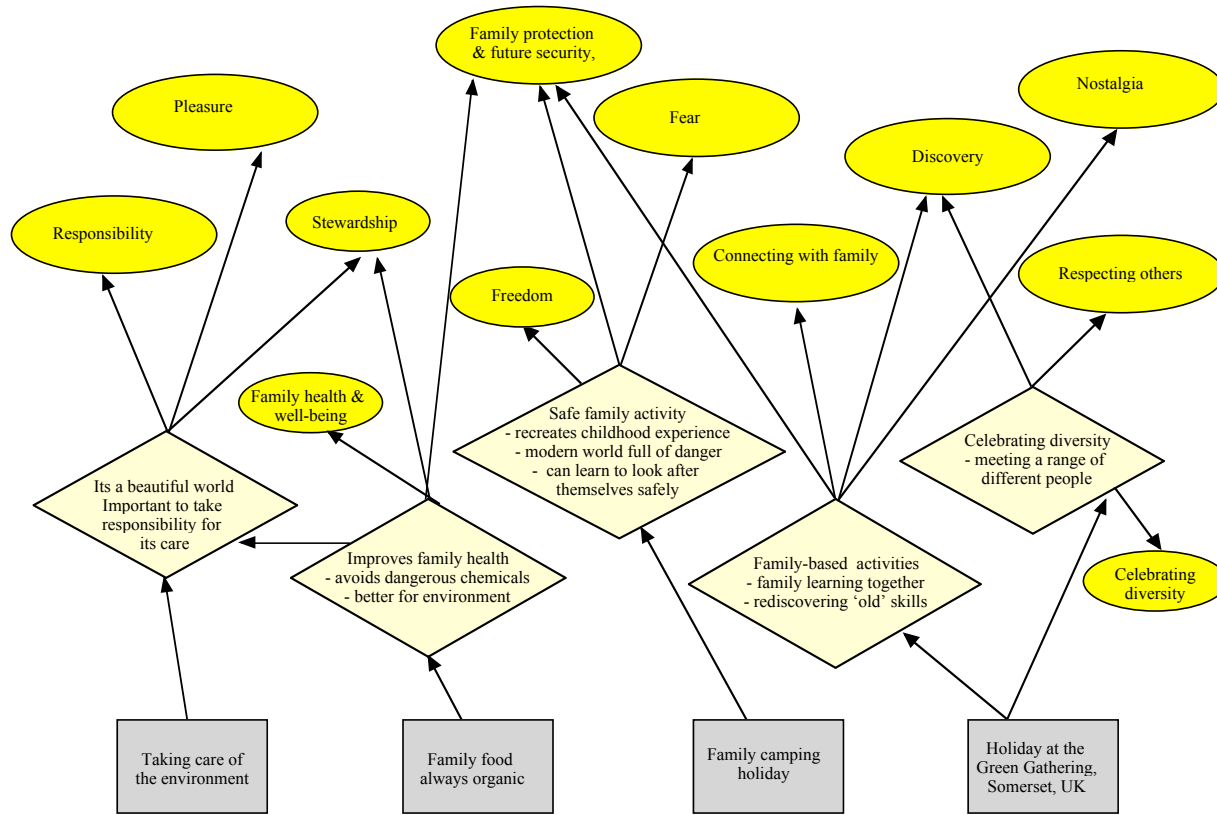 Family protection
& future security,
Nostalgia
Pleasure
Fear
Discovery
Stewardship
Responsibility
Connecting with family
Respecting others
Freedom
Family health &
well-being
Safe family activity
- recreates childhood experience
- modern world full of danger
- can learn to look after
themselves safely
Celebrating diversity
- meeting a range of
different people
Its a beautiful world
Important to take
responsibility for
its care
Improves family health
- avoids dangerous chemicals
- better for environment
Family-based activities
- family learning together
- rediscovering ‘old’ skills
Celebrating
diversity
Taking care of
the environment
Family food
always organic
Family camping
holiday
Holiday at the
Green Gathering,
Somerset, UK